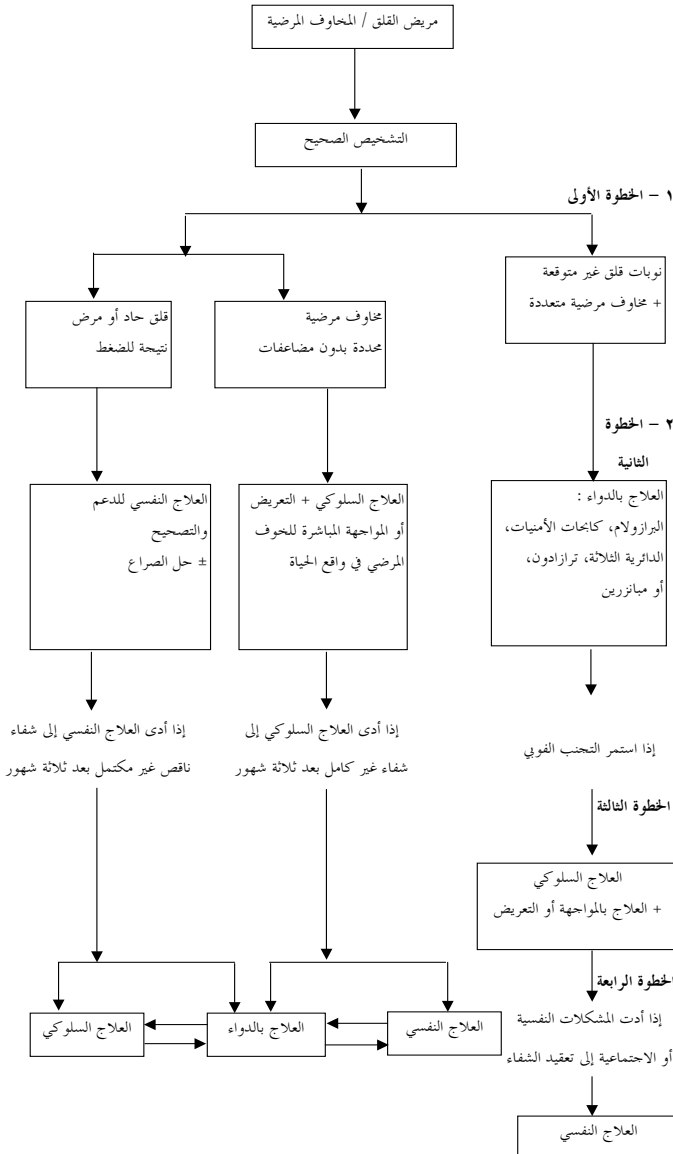 مريض القلق / المخاوف المرضية
التشخيص الصحيح
١ – الخطوة الأولى
نوبات قلق غير متوقعة
+ مخاوف مرضية متعددة
مخاوف مرضية
محددة بدون مضاعفات
قلق حاد أو مرض
نتيجة للضغط
٢ – الخطوة
الثانية
العلاج بالدواء :
البرازولام، كابحات الأمنيات،
الدائرية الثلاثة، ترازادون،
أو مبانزرين
العلاج السلوكي + التعريض
أو المواجهة المباشرة للخوف
المرضي في واقع الحياة
العلاج النفسي للدعم
والتصحيح
± حل الصراع
إذا استمر التجنب الفوبي
إذا أدى العلاج السلوكي إلى
شفاء غير كامل بعد ثلاثة شهور
إذا أدى العلاج النفسي إلى شفاء
ناقص غير مكتمل بعد ثلاثة شهور
الخطوة الثالثة
العلاج السلوكي
+ العلاج بالمواجهة أو التعريض
الخطوة الرابعة
إذا أدت المشكلات النفسية
أو الاجتماعية إلى تعقيد الشفاء
العلاج النفسي
العلاج النفسي
العلاج بالدواء
العلاج السلوكي